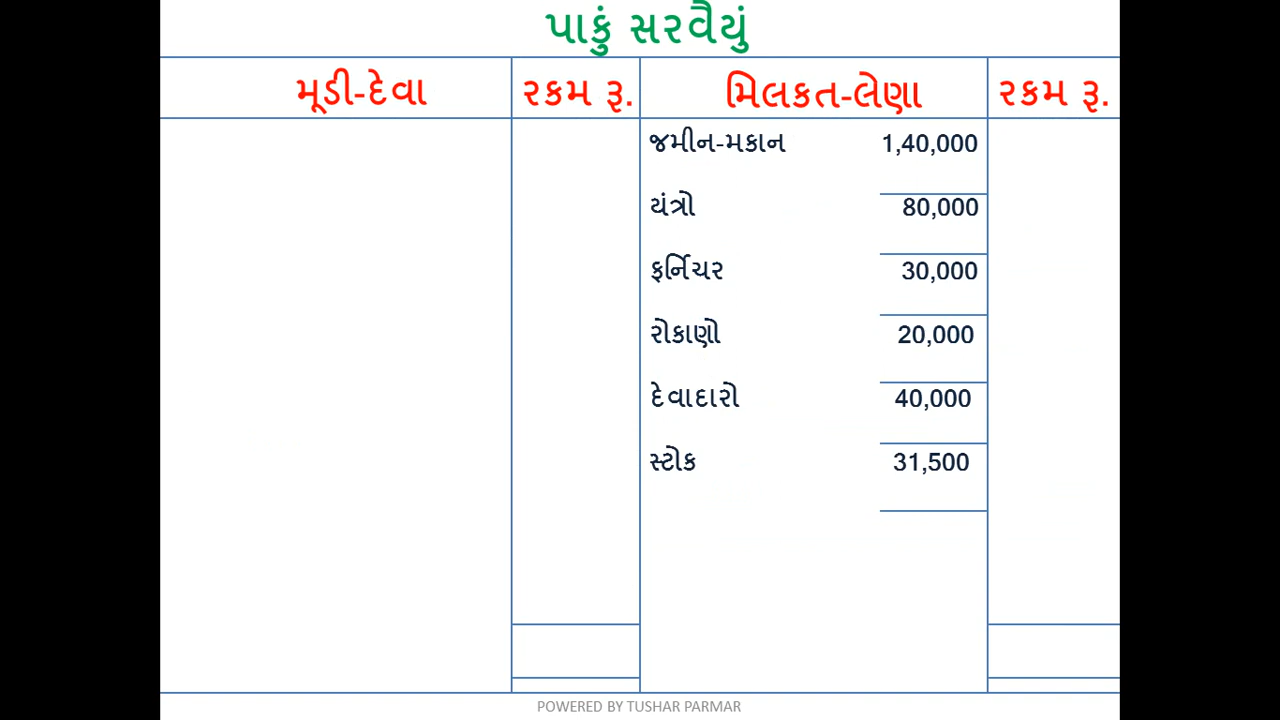 પાકું સરવૈયું
મૂડી-દેવા રકમ રૂ. મિલકત-લેણા રકમ રૂ.
જમીન-મકાન 1,40,000
યંત્રો 80,000
ફર્નિચર 30,000
રોકાણો 20,000
દેવાદારો 40,000
સ્ટોક 31,500
POWERED BY TUSHAR PARMAR